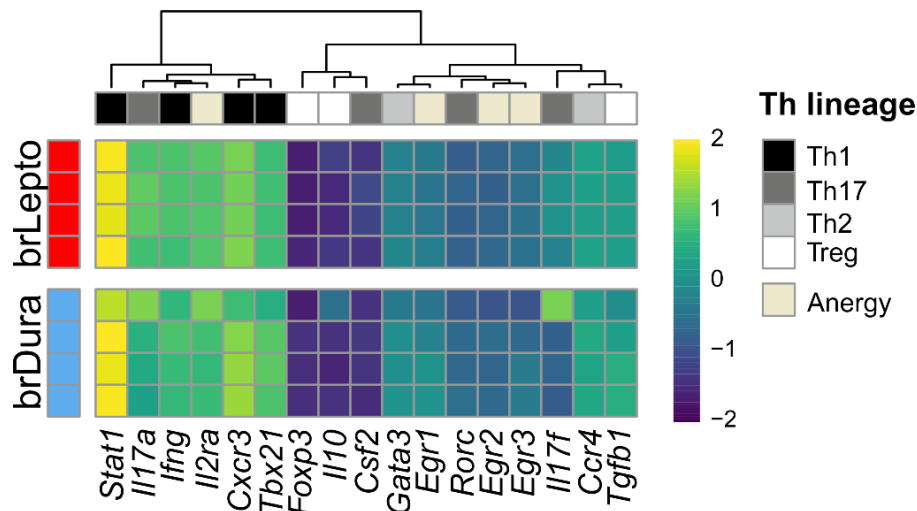 Th lineage
Th1
Th17
Th2
Treg
Anergy
brLepto
brDura
2
1
0
−1
−2
Stat1
Il17a
Ifng
Il2ra
Cxcr3
Tbx21
Foxp3
Il10
Csf2
Gata3
Egr1
Rorc
Egr2
Egr3
Il17f
Ccr4
Tgfb1